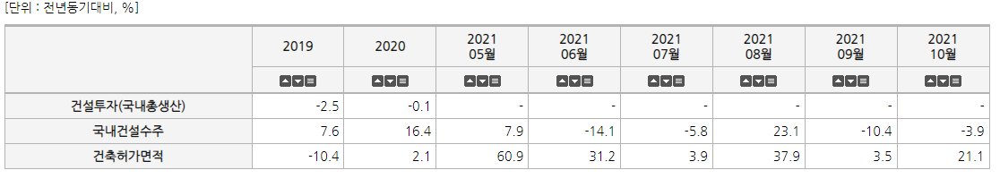 [단위 : 전년동기대비, %]
2019 2020 2021 05월 2021 06월 2021 07월 2021 08월 2021 09월 2021 10월
건설투자(국내총생산) -2.5 -0.1 - - - - - -
국내건설수주 7.6 16.4 7.9 -14.1 -5.8 23.1 -10.4 -3.9
건축허가면적 -10.4 2.1 60.9 31.2 3.9 37.9 3.5 21.1